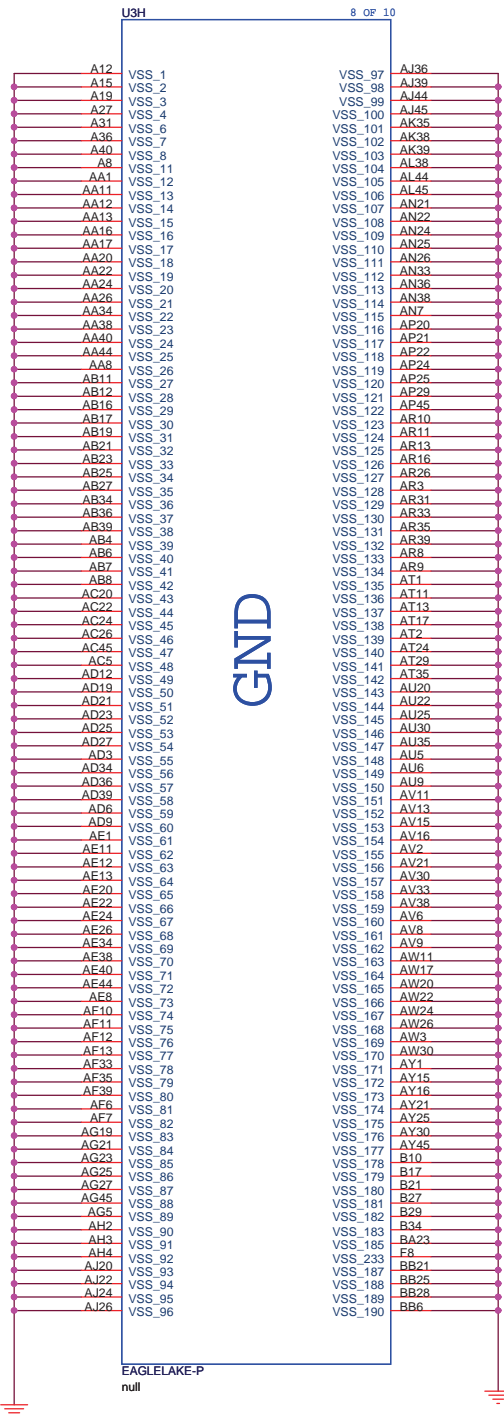 U3H 8 OF 10
A12 VSS_1 VSS_97 AJ36
A15 VSS_2 VSS_98 AJ39
A19 VSS_3 VSS_99 AJ44
A27 VSS_4 VSS_100 AJ45
A31 VSS_6 VSS_101 AK35
A36 VSS_7 VSS_102 AK38
A40 VSS_8 VSS_103 AK39
A8 VSS_11 VSS_104 AL38
AA1 VSS_12 VSS_105 AL44
AA11 VSS_13 VSS_106 AL45
AA12 VSS_14 VSS_107 AN21
AA13 VSS_15 VSS_108 AN22
AA16 VSS_16 VSS_109 AN24
AA17 VSS_17 VSS_110 AN25
AA20 VSS_18 VSS_111 AN26
AA22 VSS_19 VSS_112 AN33
AA24 VSS_20 VSS_113 AN36
AA26 VSS_21 VSS_114 AN38
AA34 VSS_22 VSS_115 AN7
AA38 VSS_23 VSS_116 AP20
AA40 VSS_24 VSS_117 AP21
AA44 VSS_25 VSS_118 AP22
AA8 VSS_26 VSS_119 AP24
AB11 VSS_27 VSS_120 AP25
AB12 VSS_28 VSS_121 AP29
AB16 VSS_29 VSS_122 AP45
AB17 VSS_30 VSS_123 AR10
AB19 VSS_31 VSS_124 AR11
AB21 VSS_32 VSS_125 AR13
AB23 VSS_33 VSS_126 AR16
AB25 VSS_34 VSS_127 AR26
AB27 VSS_35 VSS_128 AR3
AB34 VSS_36 VSS_129 AR31
AB36 VSS_37 VSS_130 AR33
AB39 VSS_38 VSS_131 AR35
AB4 VSS_39 VSS_132 AR39
AB6 VSS_40 VSS_133 AR8
AB7 VSS_41 VSS_134 AR9
AB8 VSS_42 VSS_135 AT1
AC20 VSS_43 VSS_136 AT11
AC22 VSS_44 VSS_137 AT13
AC24 VSS_45 VSS_138 AT17
AC26 VSS_46 VSS_139 AT2
AC45 VSS_47 VSS_140 AT24
AC5 VSS_48 VSS_141 AT29
AD12 VSS_49 VSS_142 AT35
AD19 VSS_50 VSS_143 AU20
AD21 VSS_51 VSS_144 AU22
AD23 VSS_52 VSS_145 AU25
AD25 VSS_53 VSS_146 AU30
AD27 VSS_54 VSS_147 AU35
AD3 VSS_55 VSS_148 AU5
AD34 VSS_56 VSS_149 AU6
AD36 VSS_57 VSS_150 AU9
AD39 VSS_58 VSS_151 AV11
AD6 VSS_59 VSS_152 AV13
AD9 VSS_60 VSS_153 AV15
AE1 VSS_61 VSS_154 AV16
AE11 VSS_62 VSS_155 AV2
AE12 VSS_63 VSS_156 AV21
AE13 VSS_64 VSS_157 AV30
AE20 VSS_65 VSS_158 AV33
AE22 VSS_66 VSS_159 AV38
AE24 VSS_67 VSS_160 AV6
AE26 VSS_68 VSS_161 AV8
AE34 VSS_69 VSS_162 AV9
AE38 VSS_70 VSS_163 AW11
AE40 VSS_71 VSS_164 AW17
AE44 VSS_72 VSS_165 AW20
AE8 VSS_73 VSS_166 AW22
AF10 VSS_74 VSS_167 AW24
AF11 VSS_75 VSS_168 AW26
AF12 VSS_76 VSS_169 AW3
AF13 VSS_77 VSS_170 AW30
AF33 VSS_78 VSS_171 AY1
AF35 VSS_79 VSS_172 AY15
AF39 VSS_80 VSS_173 AY16
AF6 VSS_81 VSS_174 AY21
AF7 VSS_82 VSS_175 AY25
AG19 VSS_83 VSS_176 AY30
AG21 VSS_84 VSS_177 AY45
AG23 VSS_85 VSS_178 B10
AG25 VSS_86 VSS_179 B17
AG27 VSS_87 VSS_180 B21
AG45 VSS_88 VSS_181 B27
AG5 VSS_89 VSS_182 B29
AH2 VSS_90 VSS_183 B34
AH3 VSS_91 VSS_185 BA23
AH4 VSS_92 VSS_233 F8
AJ20 VSS_93 VSS_187 BB21
AJ22 VSS_94 VSS_188 BB25
AJ24 VSS_95 VSS_189 BB28
AJ26 VSS_96 VSS_190 BB6
GND
EAGLELAKE-P
null